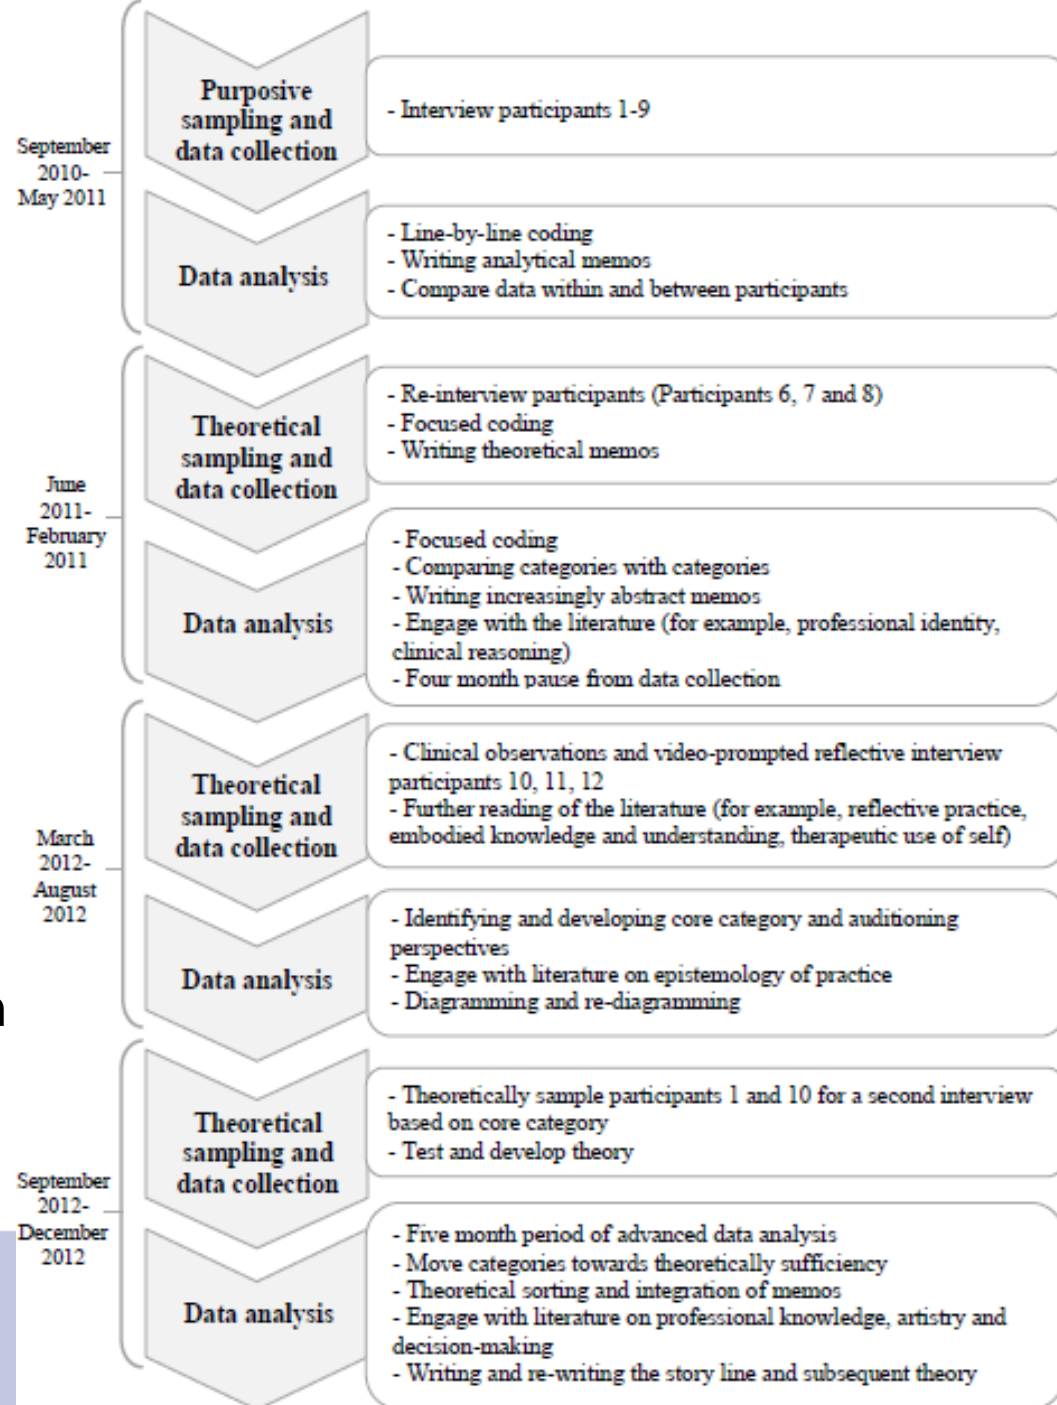 September
2010-
May 2011
Purposive
sampling and
data collection
- Interview participants 1-9
Data analysis
- Line-by-line coding
- Writing analytical memos
- Compare data within and between participants
June
2011-
February
2011
Theoretical
sampling and
data collection
- Re-interview participants (Participants 6, 7 and 8)
- Focused coding
- Writing theoretical memos
Data analysis
- Focused coding
- Comparing categories with categories
- Writing increasingly abstract memos
- Engage with the literature (for example, professional identity,
clinical reasoning)
- Four month pause from data collection
March
2012-
August
2012
Theoretical
sampling and
data collection
- Clinical observations and video-prompted reflective interview
participants 10, 11, 12
- Further reading of the literature (for example, reflective practice,
embodied knowledge and understanding, therapeutic use of self)
Data analysis
- Identifying and developing core category and auditioning
perspectives
- Engage with literature on epistemology of practice
- Diagramming and re-diagramming
September
2012-
December
2012
Theoretical
sampling and
data collection
- Theoretically sample participants 1 and 10 for a second interview
based on core category
- Test and develop theory
Data analysis
- Five month period of advanced data analysis
- Move categories towards theoretically sufficiency
- Theoretical sorting and integration of memos
- Engage with literature on professional knowledge, artistry and
decision-making
- Writing and re-writing the story line and subsequent theory